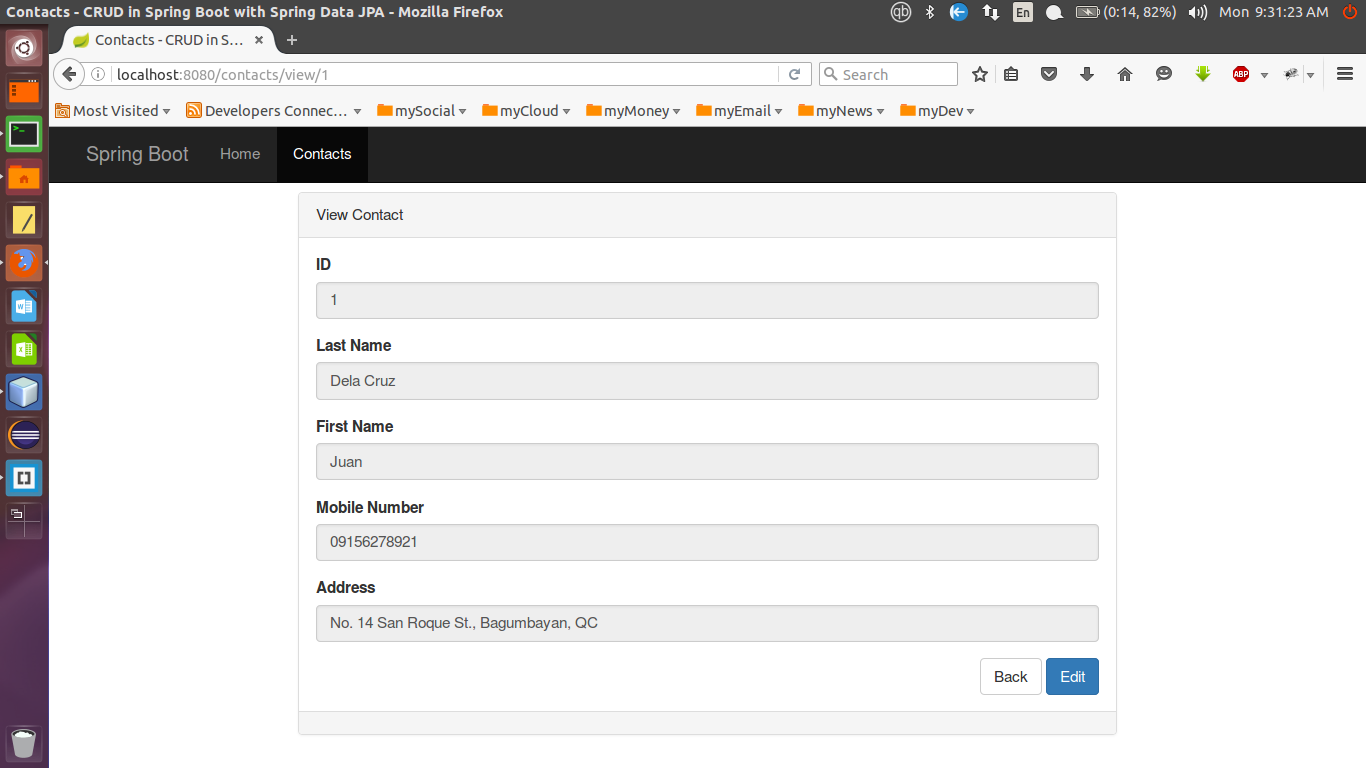 Contacts - CRUD in Spring Boot with Spring Data JPA - Mozilla Firefox
qb En (0:14, 82%) Mon 9:31:23 AM
Contacts - CRUD in S...
localhost:8080/contacts/view/1
Search
ABP
Most Visited Developers Connec... mySocial myCloud myMoney myEmail myNews myDev
Spring Boot Home Contacts
View Contact
ID
1
Last Name
Dela Cruz
First Name
Juan
Mobile Number
09156278921
Address
No. 14 San Roque St., Bagumbayan, QC
Back Edit